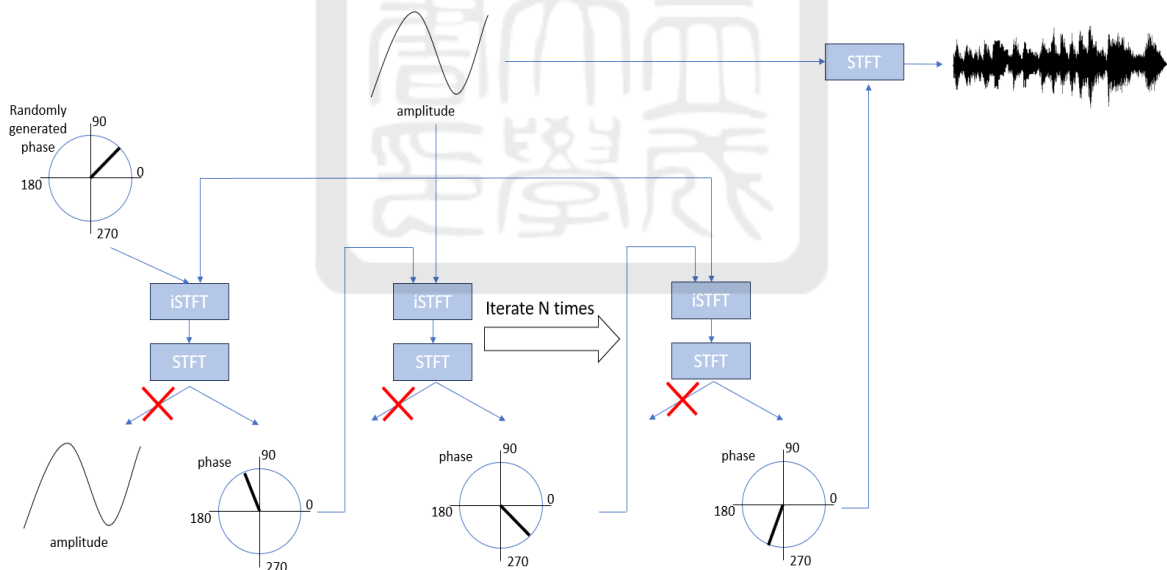 STFT
amplitude
Randomly
generated
phase
90
0
180
270
iSTFT
iSTFT
iSTFT
Iterate N times
STFT
STFT
STFT
phase
90
0
180
270
phase
90
0
180
270
phase
90
0
180
270
amplitude